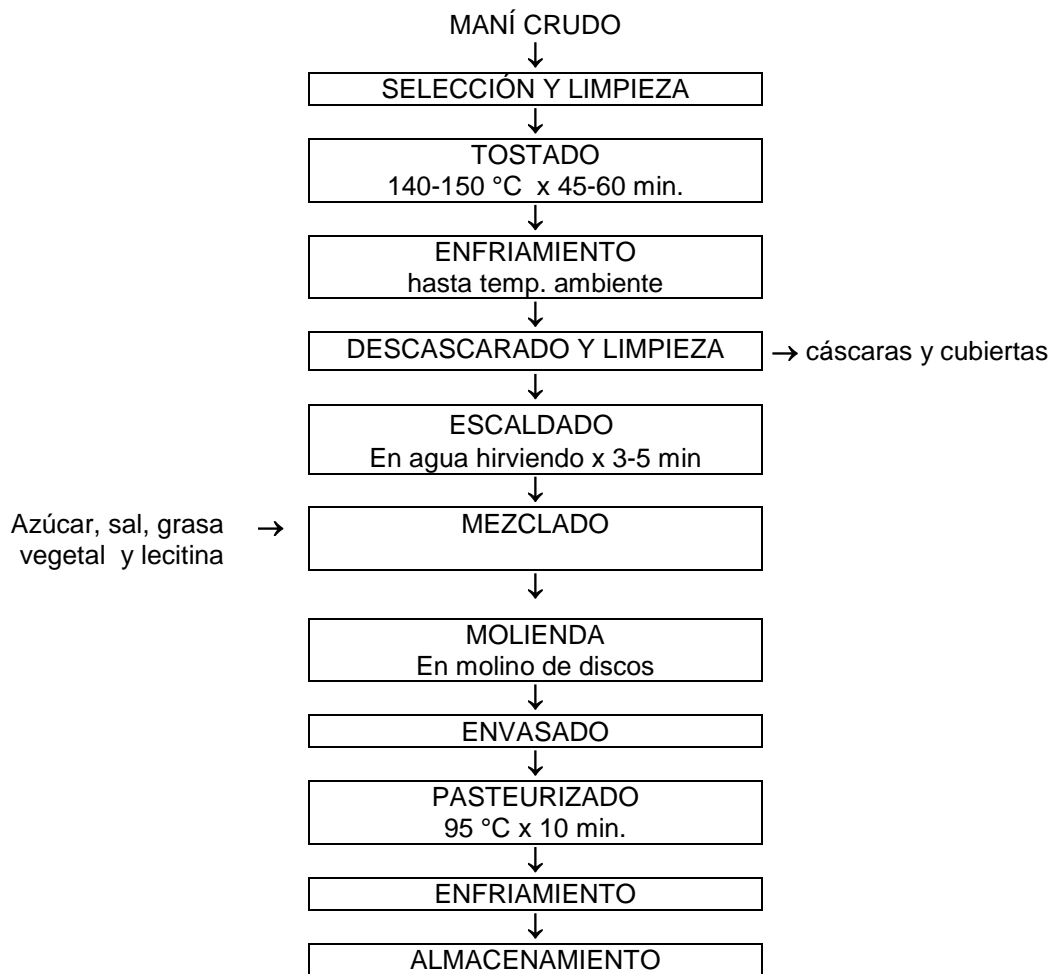 MANÍ CRUDO
SELECCIÓN Y LIMPIEZA
TOSTADO
140-150 °C x 45-60 min.
ENFRIAMIENTO
hasta temp. ambiente
DESCASCARADO Y LIMPIEZA
→ cáscaras y cubiertas
ESCALDADO
En agua hirviendo x 3-5 min
Azúcar, sal, grasa →
vegetal y lecitina
MEZCLADO
MOLIENDA
En molino de discos
ENVASADO
PASTEURIZADO
95 °C x 10 min.
ENFRIAMIENTO
ALMACENAMIENTO